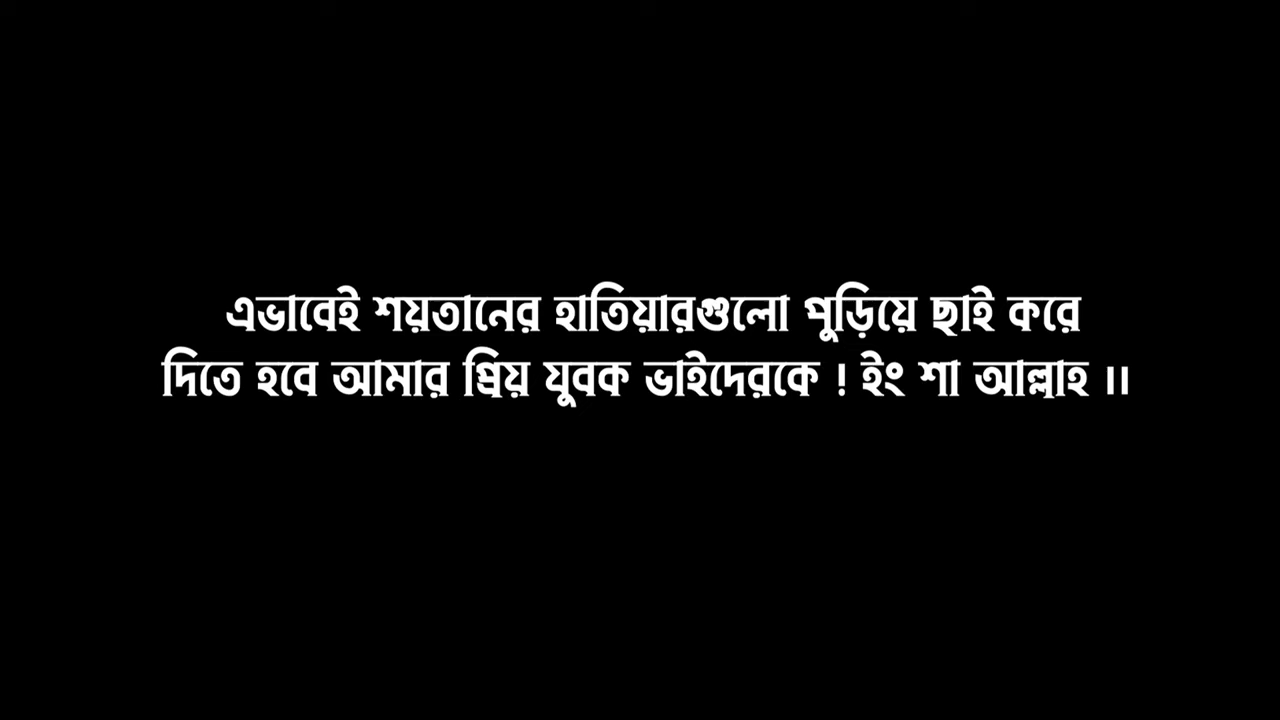 এভাবেই শয়তানের হাতিয়ারগুলো পুড়িয়ে ছাই করে
দিতে হবে আমার প্রিয় যুবক ভাইদেরকে ! ইং শা আল্লাহ ।।